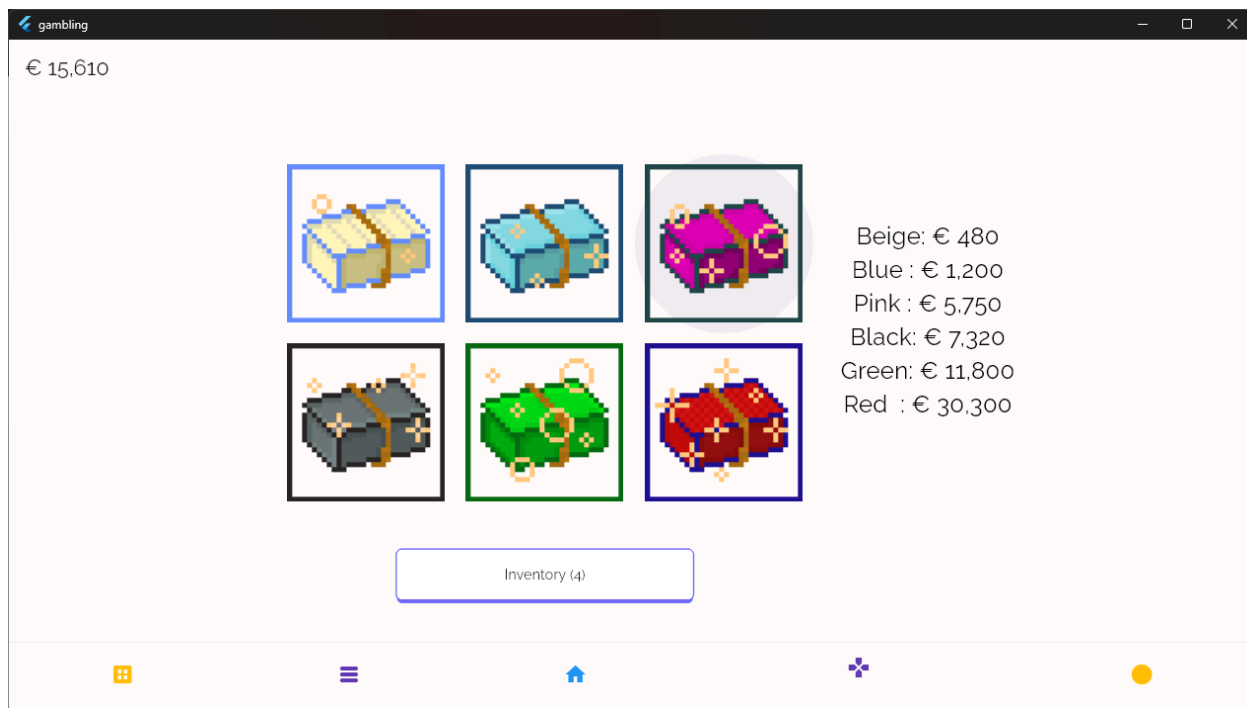 gambling
€ 15,610
Beige: € 480
Blue : € 1,200
Pink : € 5,750
Black: € 7,320
Green: € 11,800
Red  : € 30,300
Inventory (4)